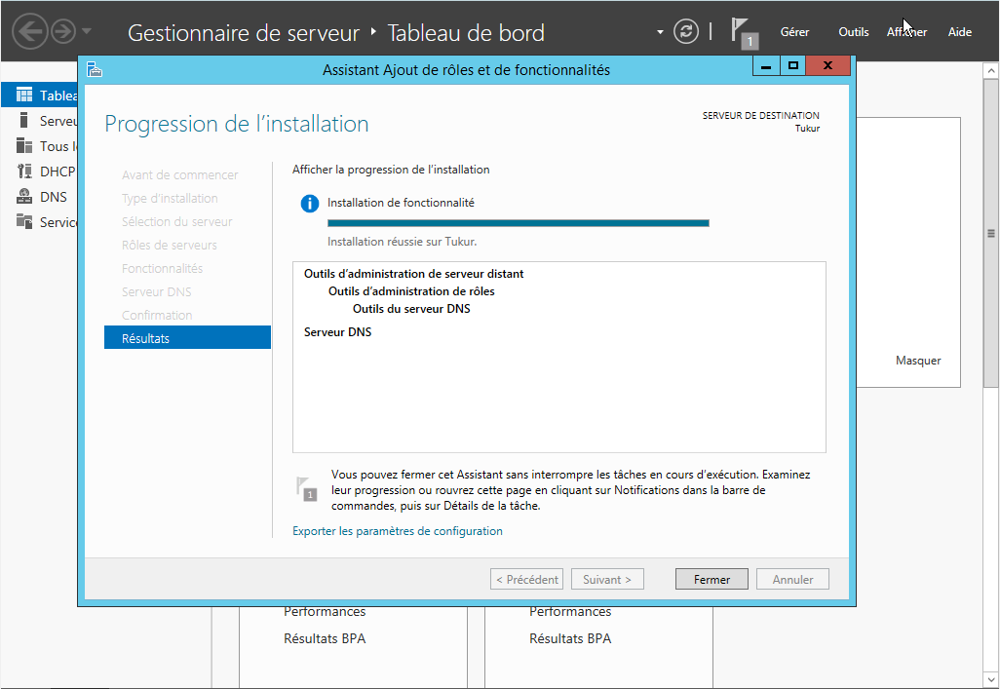 Gestionnaire de serveur ‣ Tableau de bord
1
Gérer
Outils
Afficher
Aide
Assistant Ajout de rôles et de fonctionnalités
DHCP
DNS
Progression de l'installation
SERVEUR DE DESTINATION
Tukur
Avant de commencer
Type d'installation
Sélection du serveur
Rôles de serveurs
Fonctionnalités
Serveur DNS
Confirmation
Résultats
Afficher la progression de l'installation
Installation de fonctionnalité
Installation réussie sur Tukur.
Outils d'administration de serveur distant
Outils d'administration de rôles
Outils du serveur DNS
Serveur DNS
1
Vous pouvez fermer cet Assistant sans interrompre les tâches en cours d'exécution. Examinez
leur progression ou rouvrez cette page en cliquant sur Notifications dans la barre de
commandes, puis sur Détails de la tâche.
Exporter les paramètres de configuration
< Précédent
Suivant >
Fermer
Annuler
Masquer
Performances
Résultats BPA
Performances
Résultats BPA